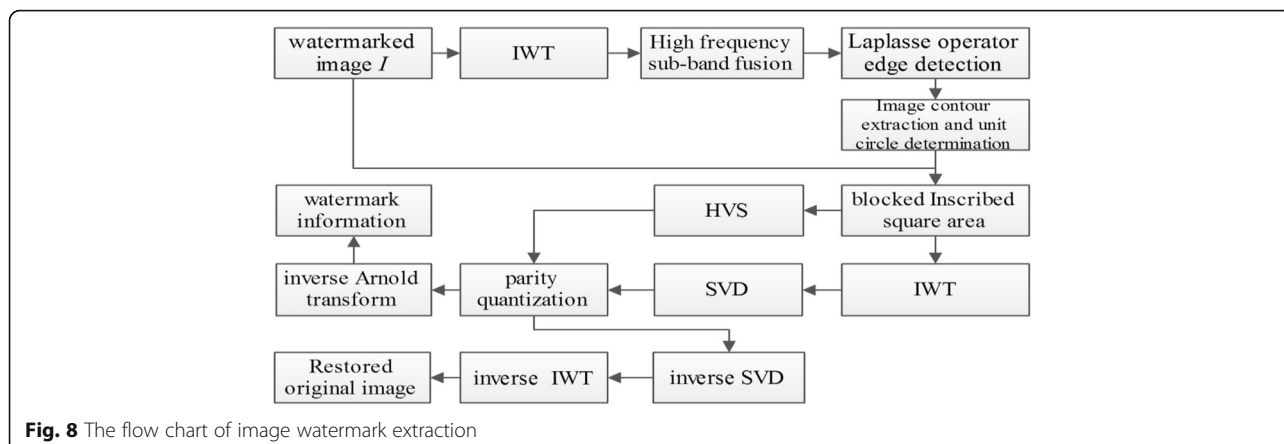 watermarked
image I
IWT
High frequency
sub-band fusion
Laplasse operator
edge detection
Image contour
extraction and unit
circle determination
watermark
information
HVS
blocked Inscribed
square area
inverse Arnold
transform
parity
quantization
SVD
IWT
Restored
original image
inverse IWT
inverse SVD
Fig. 8 The flow chart of image watermark extraction